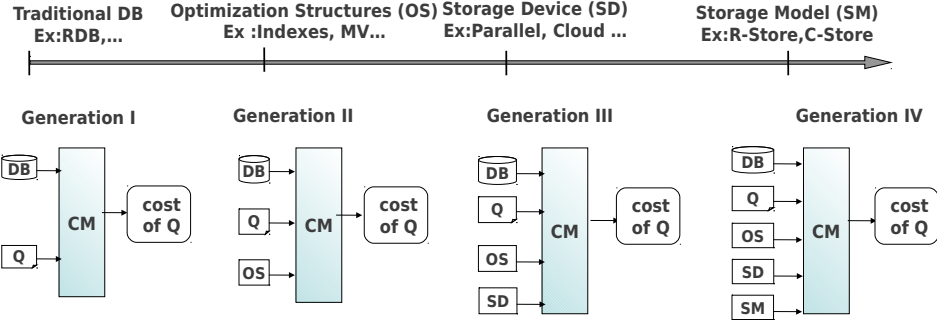 Traditional DB
Ex:RDB,...
Optimization Structures (OS)
Ex :Indexes, MV...
Storage Device (SD)
Ex:Parallel, Cloud ...
Storage Model (SM)
Ex:R-Store,C-Store
Generation I
DB
Q
CM
cost
of Q
Generation II
DB
Q
OS
CM
cost
of Q
Generation III
DB
Q
OS
SD
CM
cost
of Q
Generation IV
DB
Q
OS
SD
SM
CM
cost
of Q